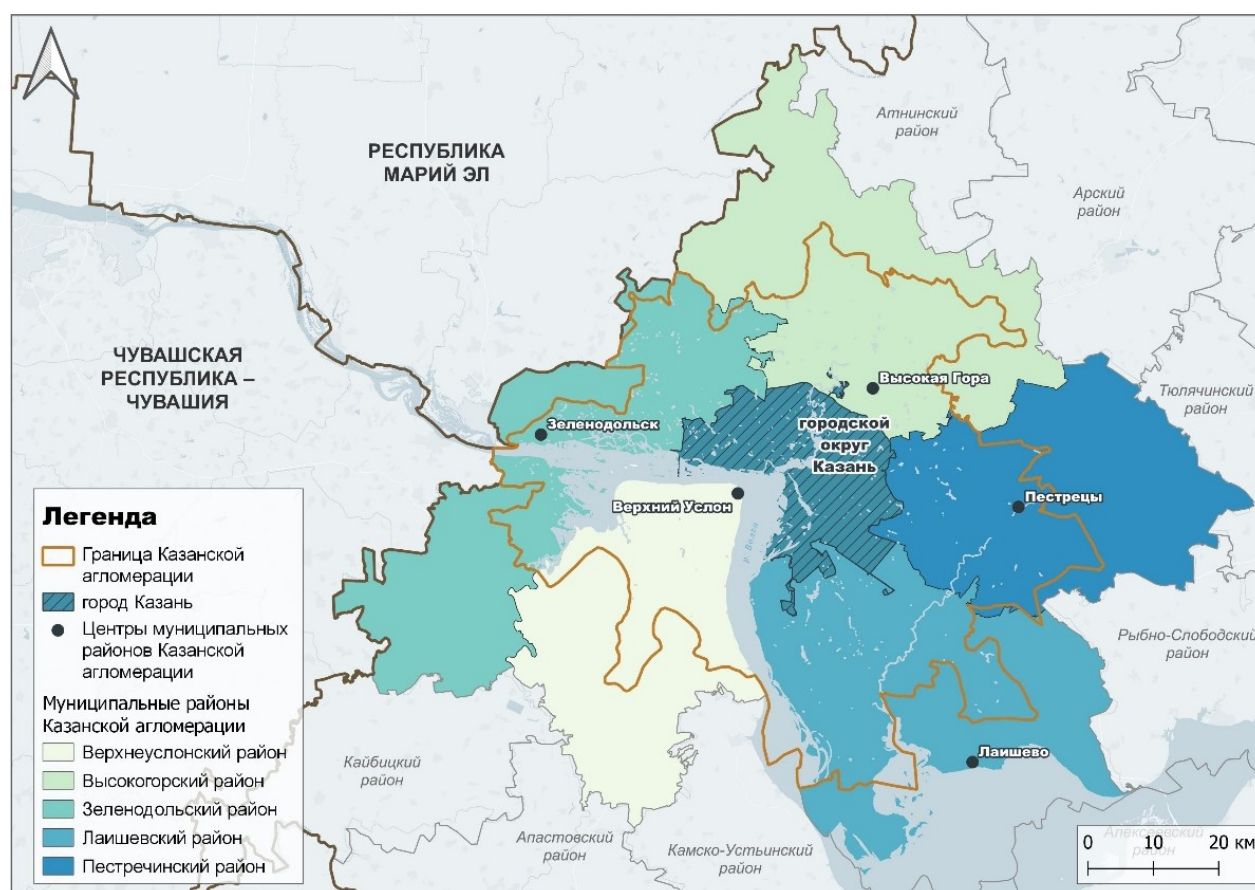 Атнинский
район
РЕСПУБЛИКА
МАРИЙ ЭЛ
Арский
район
ЧУВАШСКАЯ
РЕСПУБЛИКА –
ЧУВАШИЯ
Высокая Гора
Тюлячинский
район
Зеленодольск
городской
округ
Казань
Верхний Услон
Пестрецы
р. Волга
Рыбно-Слободский
район
Лаишево
Кайбицкий
район
Апастовский
район
Камско-Устьинский
район
Алексеевский
район
Легенда
Граница Казанской
агломерации
город Казань
Центры муниципальных
районов Казанской
агломерации
Муниципальные районы
Казанской агломерации
Верхнеуслонский район
Высокогорский район
Зеленодольский район
Лаишевский район
Пестречинский район
0 10 20 км